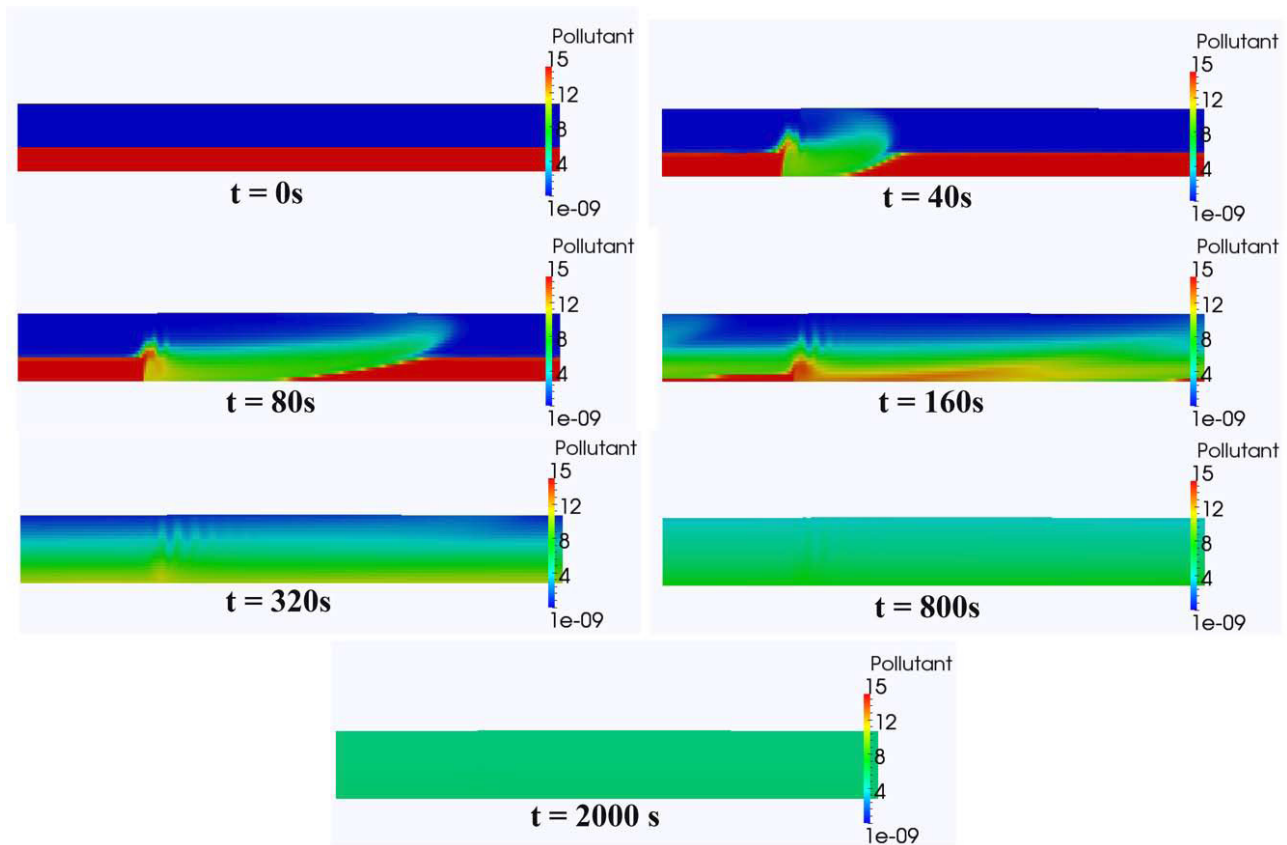 Pollutant
15
12
8
4
1e-09
t = 0s
Pollutant
15
12
8
4
1e-09
t = 40s
Pollutant
15
12
8
4
1e-09
t = 80s
Pollutant
15
12
8
4
1e-09
t = 160s
Pollutant
15
12
8
4
1e-09
t = 320s
Pollutant
15
12
8
4
1e-09
t = 800s
Pollutant
15
12
8
4
1e-09
t = 2000 s